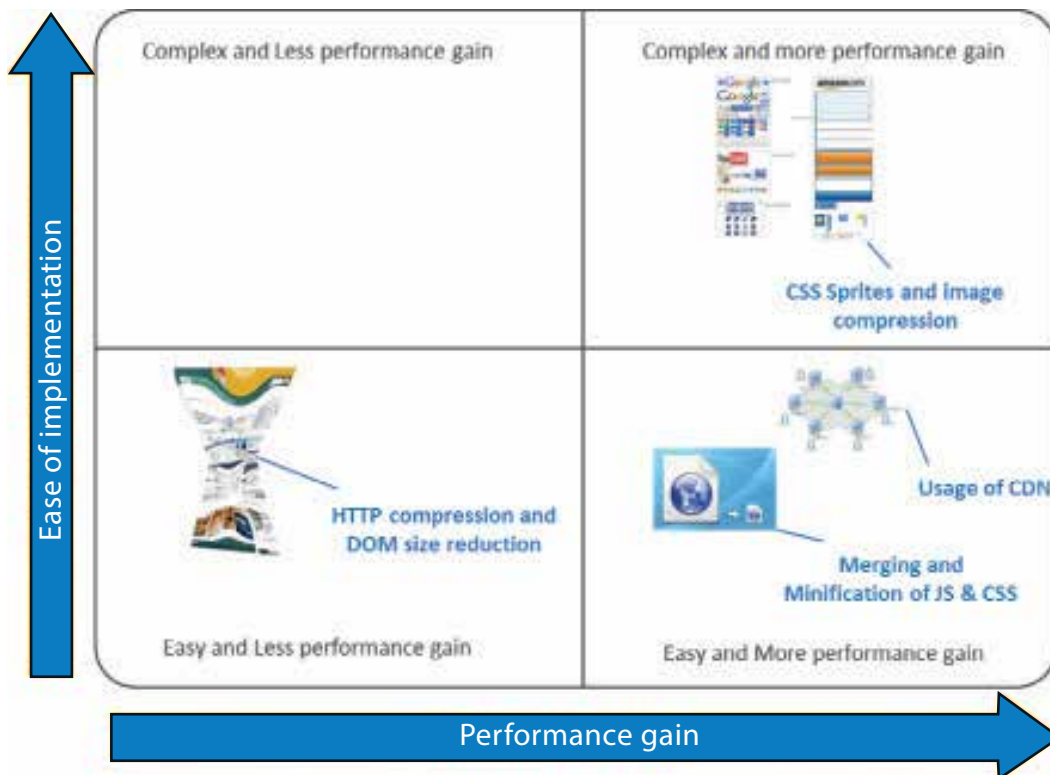 Complex and Less performance gain
Complex and more performance gain
Google
Google
CSS Sprites and image
compression
Ease of implementation
HTTP compression and
DOM size reduction
Usage of CDN
Merging and
Minification of JS & CSS
Easy and Less performance gain
Easy and More performance gain
Performance gain